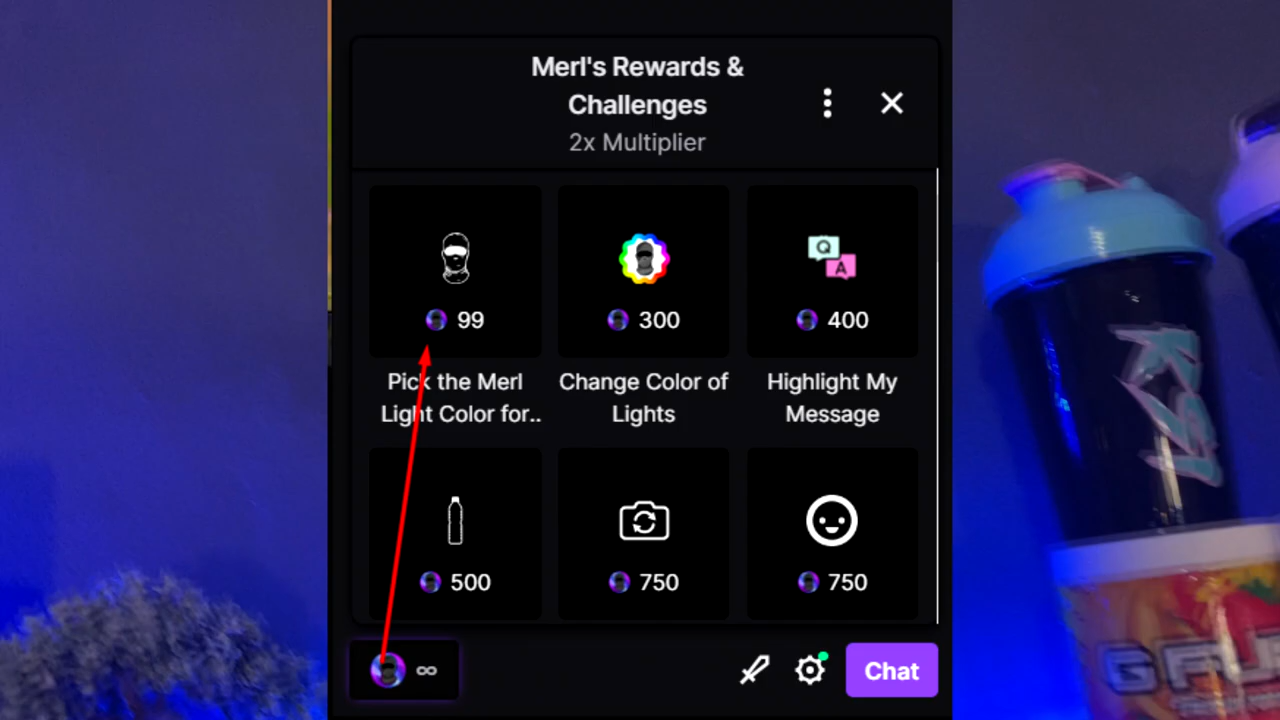 Merl's Rewards &
Challenges
2x Multiplier
Q
A
99
300
400
Pick the Merl
Light Color for..
Change Color of
Lights
Highlight My
Message
500
750
750
∞
Chat